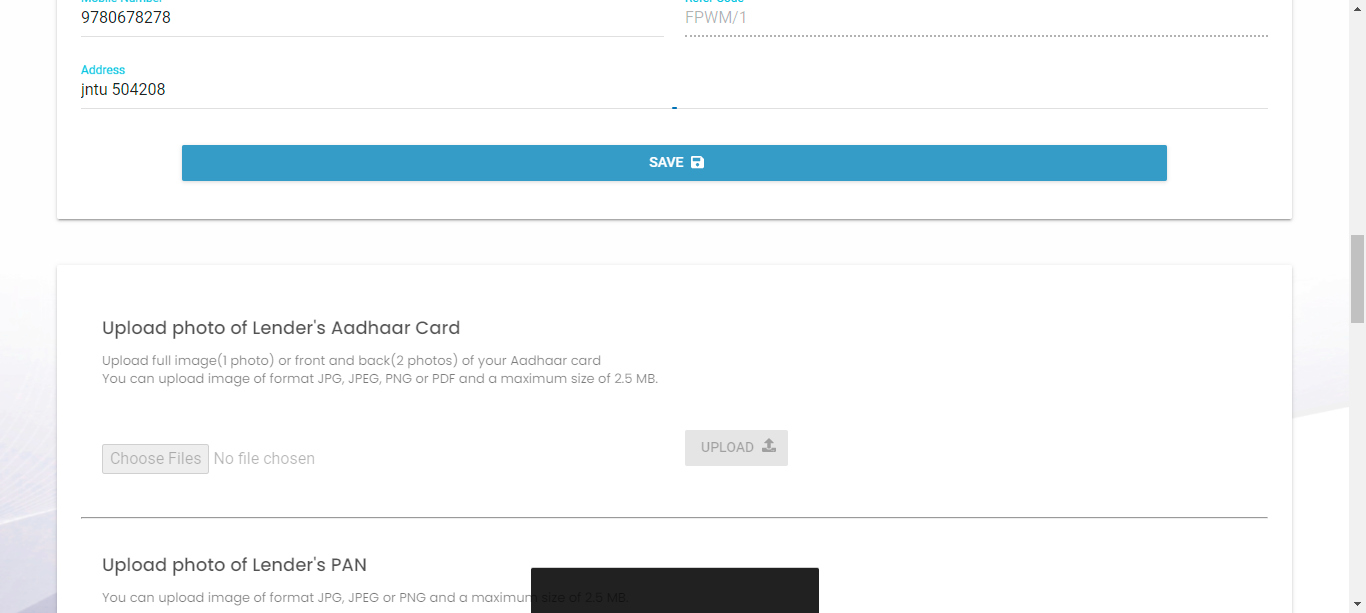 Mobile Number
Refer Code
9780678278
FPWM/1
Address
jntu 504208
SAVE
Upload photo of Lender's Aadhaar Card
Upload full image(1 photo) or front and back(2 photos) of your Aadhaar card
You can upload image of format JPG, JPEG, PNG or PDF and a maximum size of 2.5 MB.
UPLOAD
Choose Files No file chosen
Upload photo of Lender's PAN
You can upload image of format JPG, JPEG or PNG and a maximum size of 2.5 MB.